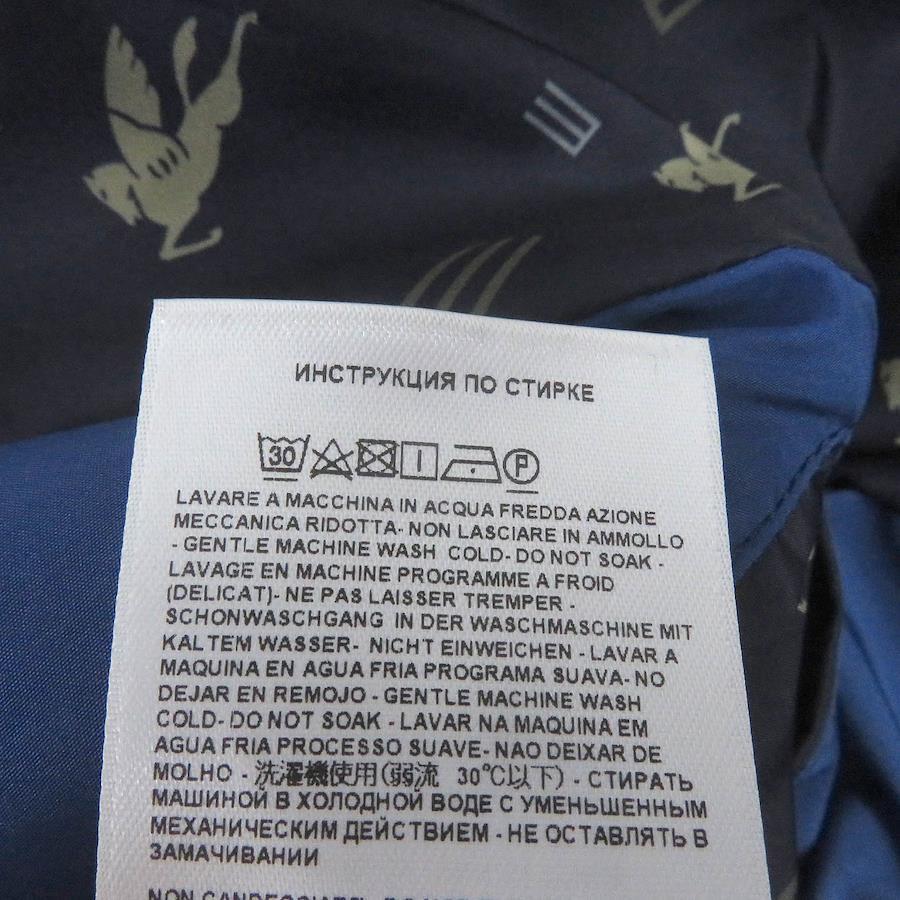 ИНСТРУКЦИЯ ПО СТИРКЕ
30 P
LAVARE A MACCHINA IN ACQUA FREDDA AZIONE
MECCANICA RIDOTTA- NON LASCIARE IN AMMOLLO
- GENTLE MACHINE WASH COLD- DO NOT SOAK -
LAVAGE EN MACHINE PROGRAMME A FROID
(DELICAT)- NE PAS LAISSER TREMPER -
SCHONWASCHGANG IN DER WASCHMASCHINE MIT
KALTEM WASSER- NICHT EINWEICHEN - LAVAR A
MAQUINA EN AGUA FRIA PROGRAMA SUAVA- NO
DEJAR EN REMOJO - GENTLE MACHINE WASH
COLD- DO NOT SOAK - LAVAR NA MAQUINA EM
AGUA FRIA PROCESSO SUAVE- NAO DEIXAR DE
MOLHO - 洗濯機使用(弱流 30℃以下) - СТИРАТЬ
МАШИНОЙ В ХОЛОДНОЙ ВОДЕ С УМЕНЬШЕННЫМ
МЕХАНИЧЕСКИМ ДЕЙСТВИЕМ - НЕ ОСТАВЛЯТЬ В
ЗАМАЧИВАНИИ
NON